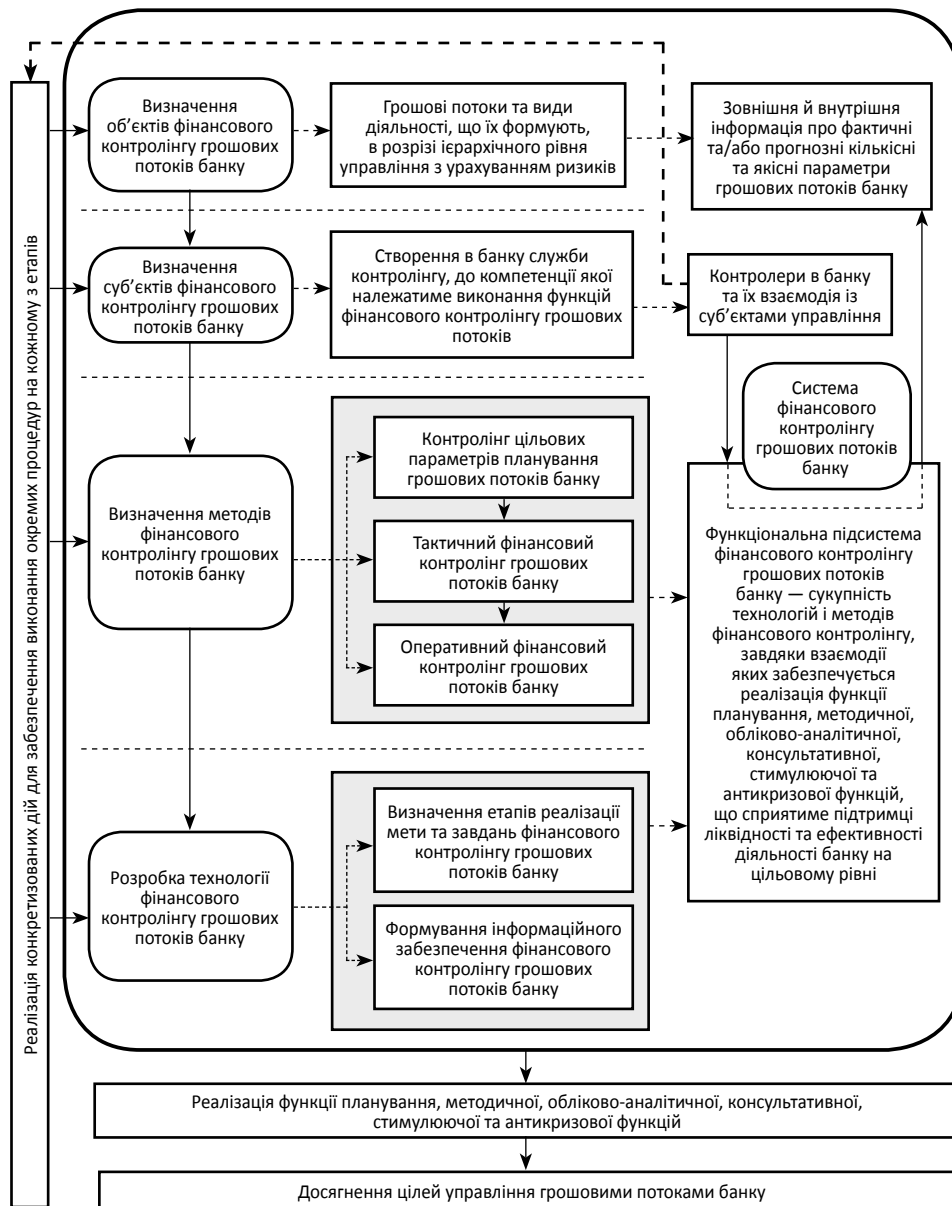 Реалізація конкретизованих дій для забезпечення виконання окремих процедур на кожному з етапів
Визначення
об’єктів фінансового
контролінгу грошових
потоків банку
Грошові потоки та види
діяльності, що їх формують,
в розрізі ієрархічного рівня
управління з урахуванням ризиків
Зовнішня й внутрішня
інформація про фактичні
та/або прогнозні кількісні
та якісні параметри
грошових потоків банку
Визначення
суб’єктів фінансового
контролінгу грошових
потоків банку
Створення в банку служби
контролінгу, до компетенції якої
належатиме виконання функцій
фінансового контролінгу грошових
потоків
Контролери в банку
та їх взаємодія із
суб’єктами управління
Система
фінансового
контролінгу
грошових потоків
банку
Визначення методів
фінансового
контролінгу грошових
потоків банку
Контролінг цільових
параметрів планування
грошових потоків банку
Тактичний фінансовий
контролінг грошових
потоків банку
Оперативний фінансовий
контролінг грошових
потоків банку
Функціональна підсистема
фінансового контролінгу
грошових потоків
банку — сукупність
технологій і методів
фінансового контролінгу,
завдяки взаємодії
яких забезпечується
реалізація функції
планування, методичної,
обліково-аналітичної,
консультативної,
стимулюючої та
антикризової функцій,
що сприятиме підтримці
ліквідності та ефективності
діяльності банку на
цільовому рівні
Розробка технології
фінансового
контролінгу грошових
потоків банку
Визначення етапів реалізації
мети та завдань фінансового
контролінгу грошових потоків
банку
Формування інформаційного
забезпечення фінансового
контролінгу грошових
потоків банку
Реалізація функції планування, методичної, обліково-аналітичної, консультативної,
стимулюючої та антикризової функцій
Досягнення цілей управління грошовими потоками банку